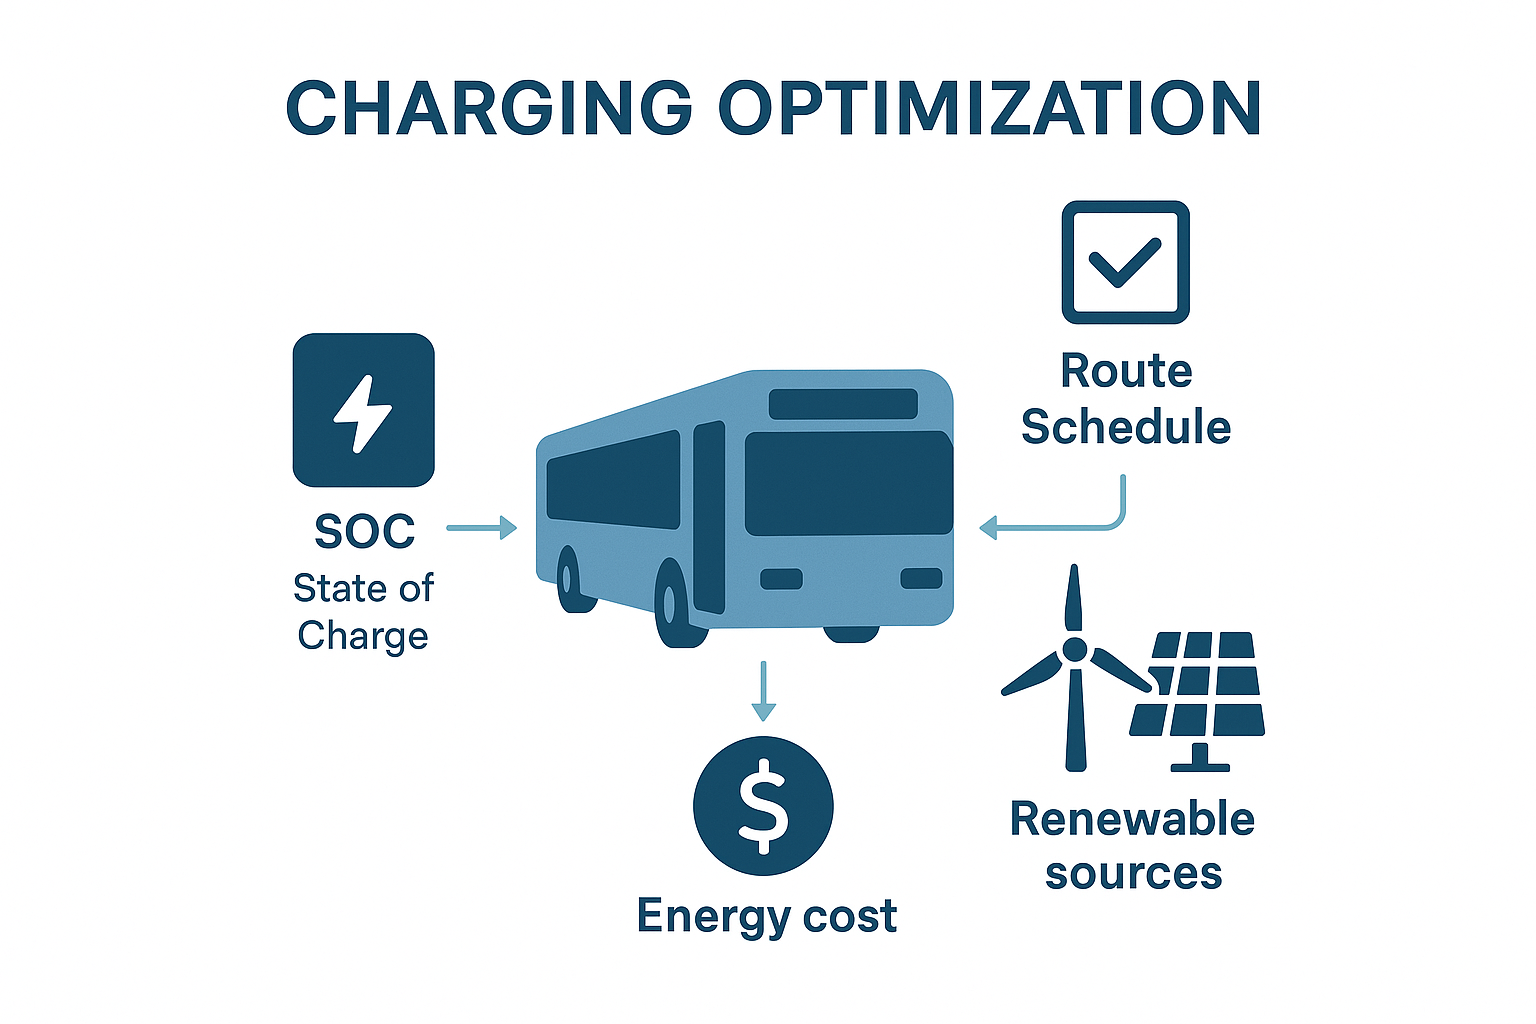 CHARGING OPTIMIZATION
SOC
State of
Charge
Route
Schedule
$
Energy cost
Renewable
sources